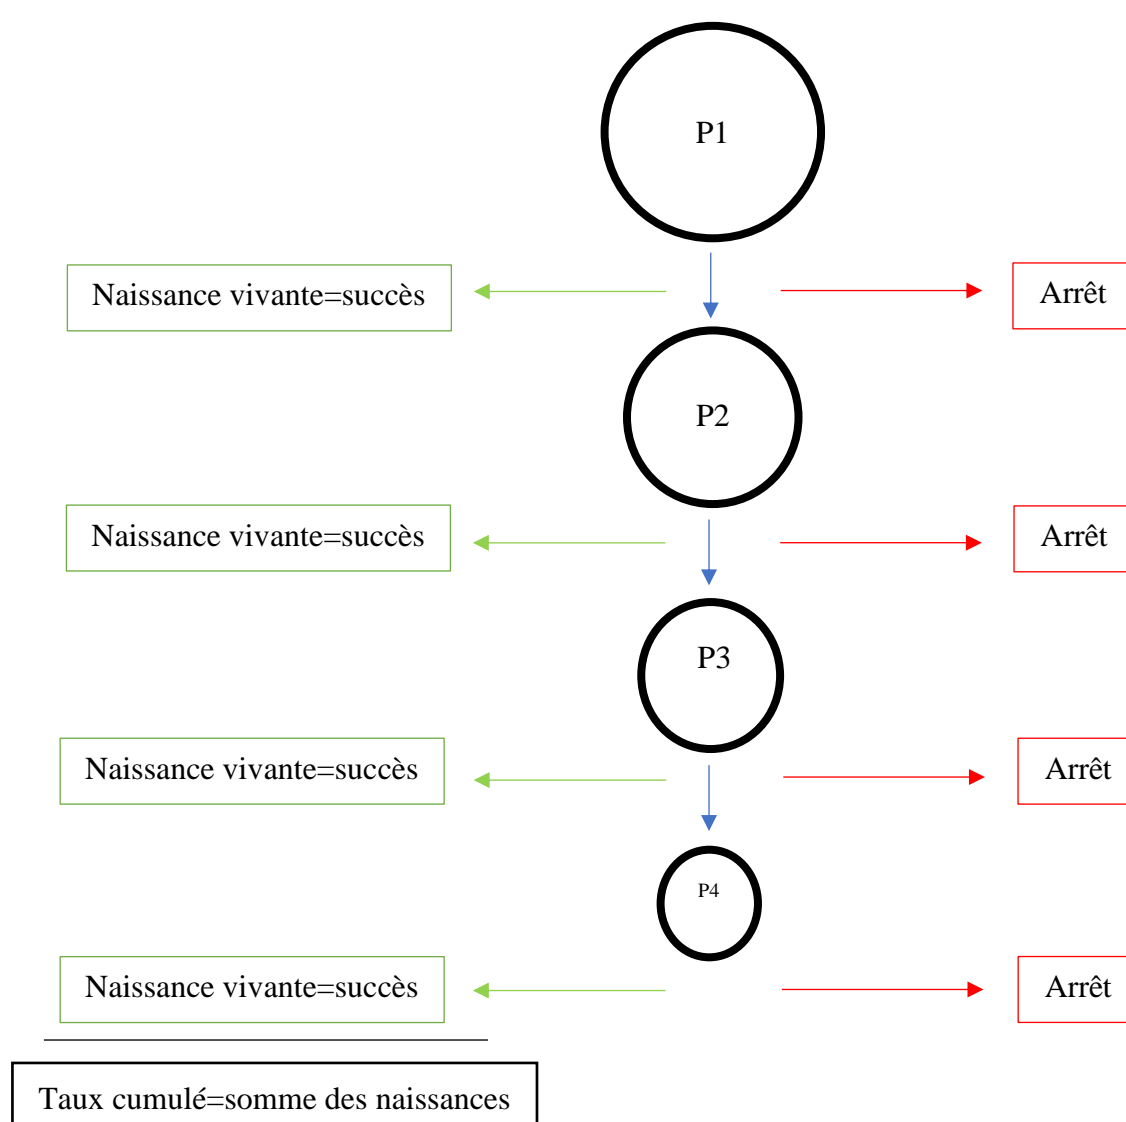 P1
Naissance vivante=succès
Arrêt
P2
Naissance vivante=succès
Arrêt
P3
Naissance vivante=succès
Arrêt
P4
Naissance vivante=succès
Arrêt
Taux cumulé=somme des naissances